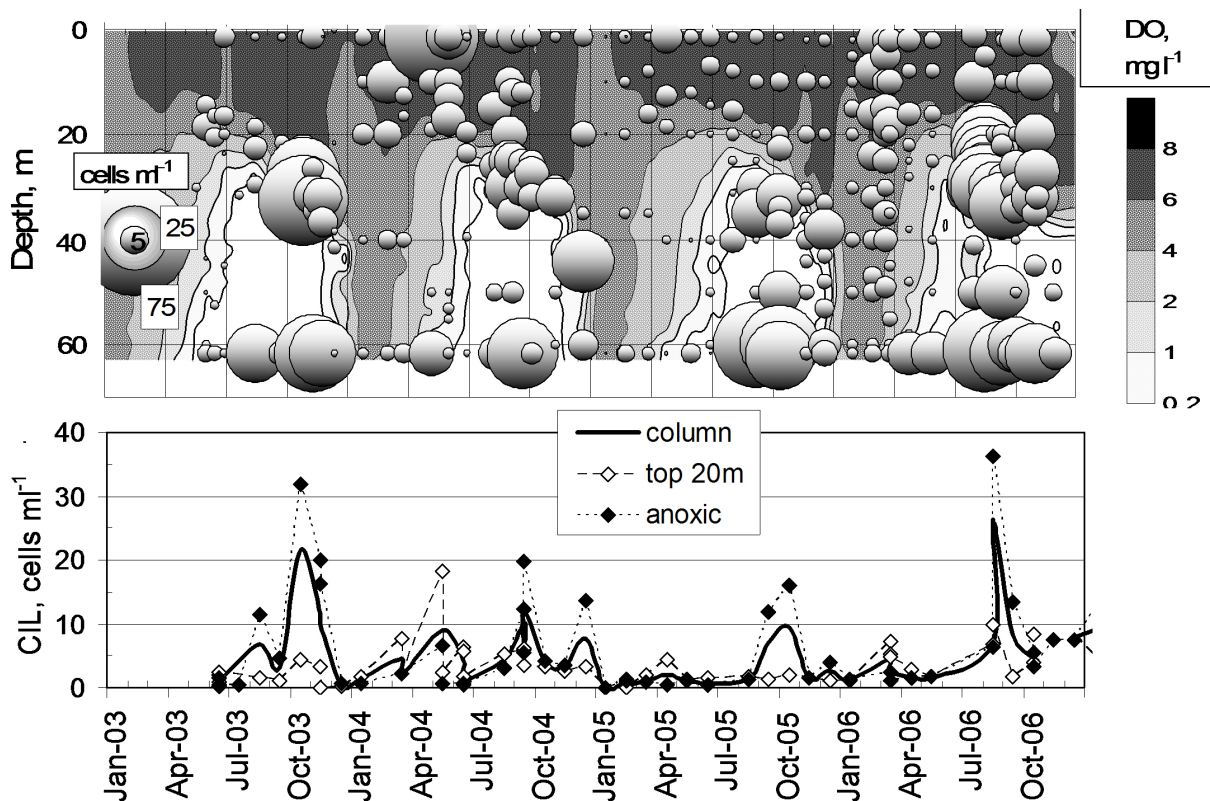 0
20
40
60
Depth, m
cells ml⁻¹
5
25
75
DO,
mg l⁻¹
8
6
4
2
1
0 2
40
30
20
10
0
CIL, cells ml⁻¹
column
top 20m
anoxic
Jan-03
Apr-03
Jul-03
Oct-03
Jan-04
Apr-04
Jul-04
Oct-04
Jan-05
Apr-05
Jul-05
Oct-05
Jan-06
Apr-06
Jul-06
Oct-06